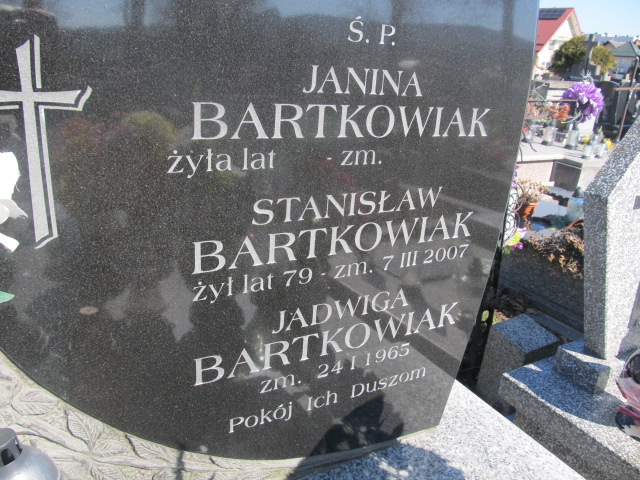 Ś. P.
JANINA
BARTKOWIAK
żyła lat - zm.
STANISŁAW
BARTKOWIAK
żył lat 79 - zm. 7 III 2007
JADWIGA
BARTKOWIAK
zm. 24 I 1965
Pokój Ich Duszom